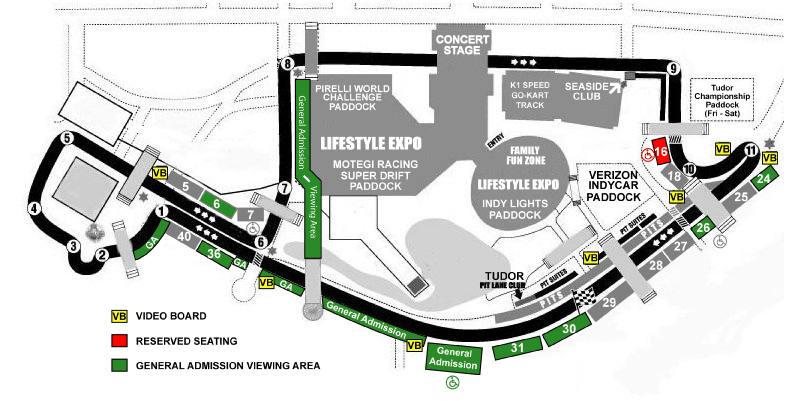 CONCERT
STAGE
8
9
PIRELLI WORLD
CHALLENGE
PADDOCK
K1 SPEED
GO-KART
TRACK
SEASIDE
CLUB
Tudor
Championship
Paddock
(Fri - Sat)
General Admission – Viewing Area
LIFESTYLE EXPO
MOTEGI RACING
SUPER DRIFT
PADDOCK
ENTRY
FAMILY
FUN ZONE
LIFESTYLE EXPO
INDY LIGHTS
PADDOCK
VERIZON
INDYCAR
PADDOCK
5
16
VB
11
VB
10
18
24
VB
25
VB
5
6
7
7
4
1
GA
40
36
GA
6
3
2
26
27
28
29
PIT SUITES
PITS
VB
PIT SUITES
PITS
TUDOR
PIT LANE CLUB
VB
GA
General Admission
VB
General
Admission
31
30
VB VIDEO BOARD
RESERVED SEATING
GENERAL ADMISSION VIEWING AREA